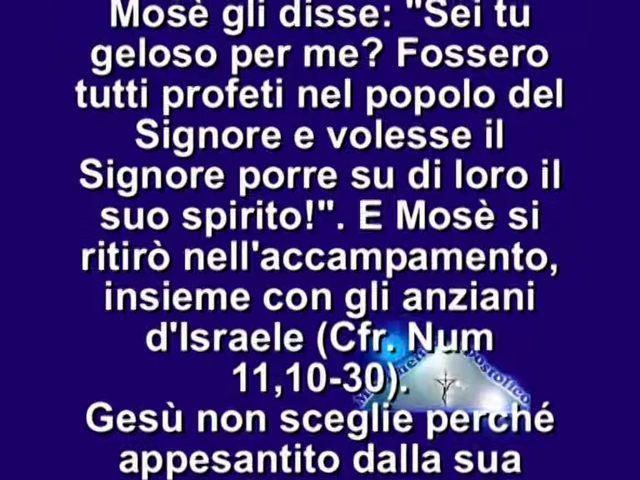 Mosè gli disse: "Sei tu
geloso per me? Fossero
tutti profeti nel popolo del
Signore e volesse il
Signore porre su di loro il
suo spirito!". E Mosè si
ritirò nell'accampamento,
insieme con gli anziani
d'Israele (Cfr. Num
11,10-30).
Gesù non sceglie perché
appesantito dalla sua